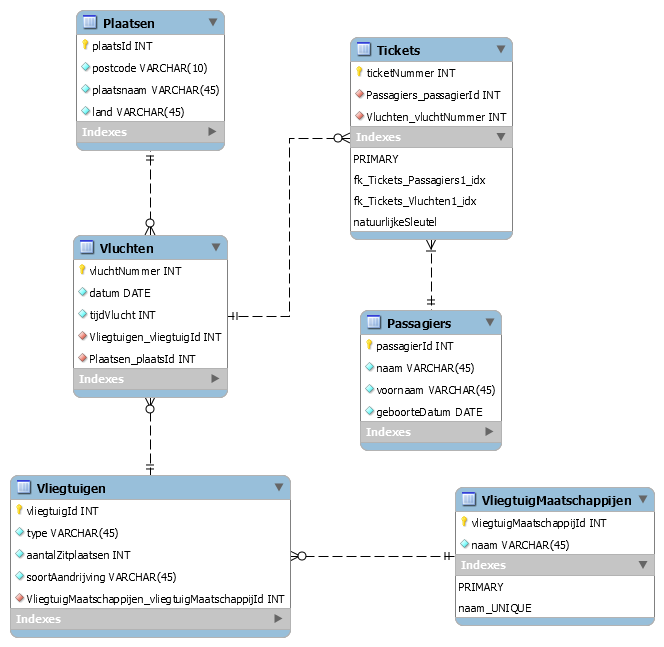 Plaatsen
plaatsId INT
postcode VARCHAR(10)
plaatsnaam VARCHAR(45)
land VARCHAR(45)
Indexes
Tickets
ticketNummer INT
Passagiers_passagierId INT
Vluchten_vluchtNummer INT
Indexes
PRIMARY
fk_Tickets_Passagiers1_idx
fk_Tickets_Vluchten1_idx
natuurlijkeSleutel
Vluchten
vluchtNummer INT
datum DATE
tijdVlucht INT
Vliegtuigen_vliegtuigId INT
Plaatsen_plaatsId INT
Indexes
Passagiers
passagierId INT
naam VARCHAR(45)
voornaam VARCHAR(45)
geboorteDatum DATE
Indexes
Vliegtuigen
vliegtuigId INT
type VARCHAR(45)
aantalZitplaatsen INT
soortAandrijving VARCHAR(45)
VliegtuigMaatschappijen_vliegtuigMaatschappijId INT
Indexes
VliegtuigMaatschappijen
vliegtuigMaatschappijId INT
naam VARCHAR(45)
Indexes
PRIMARY
naam_UNIQUE